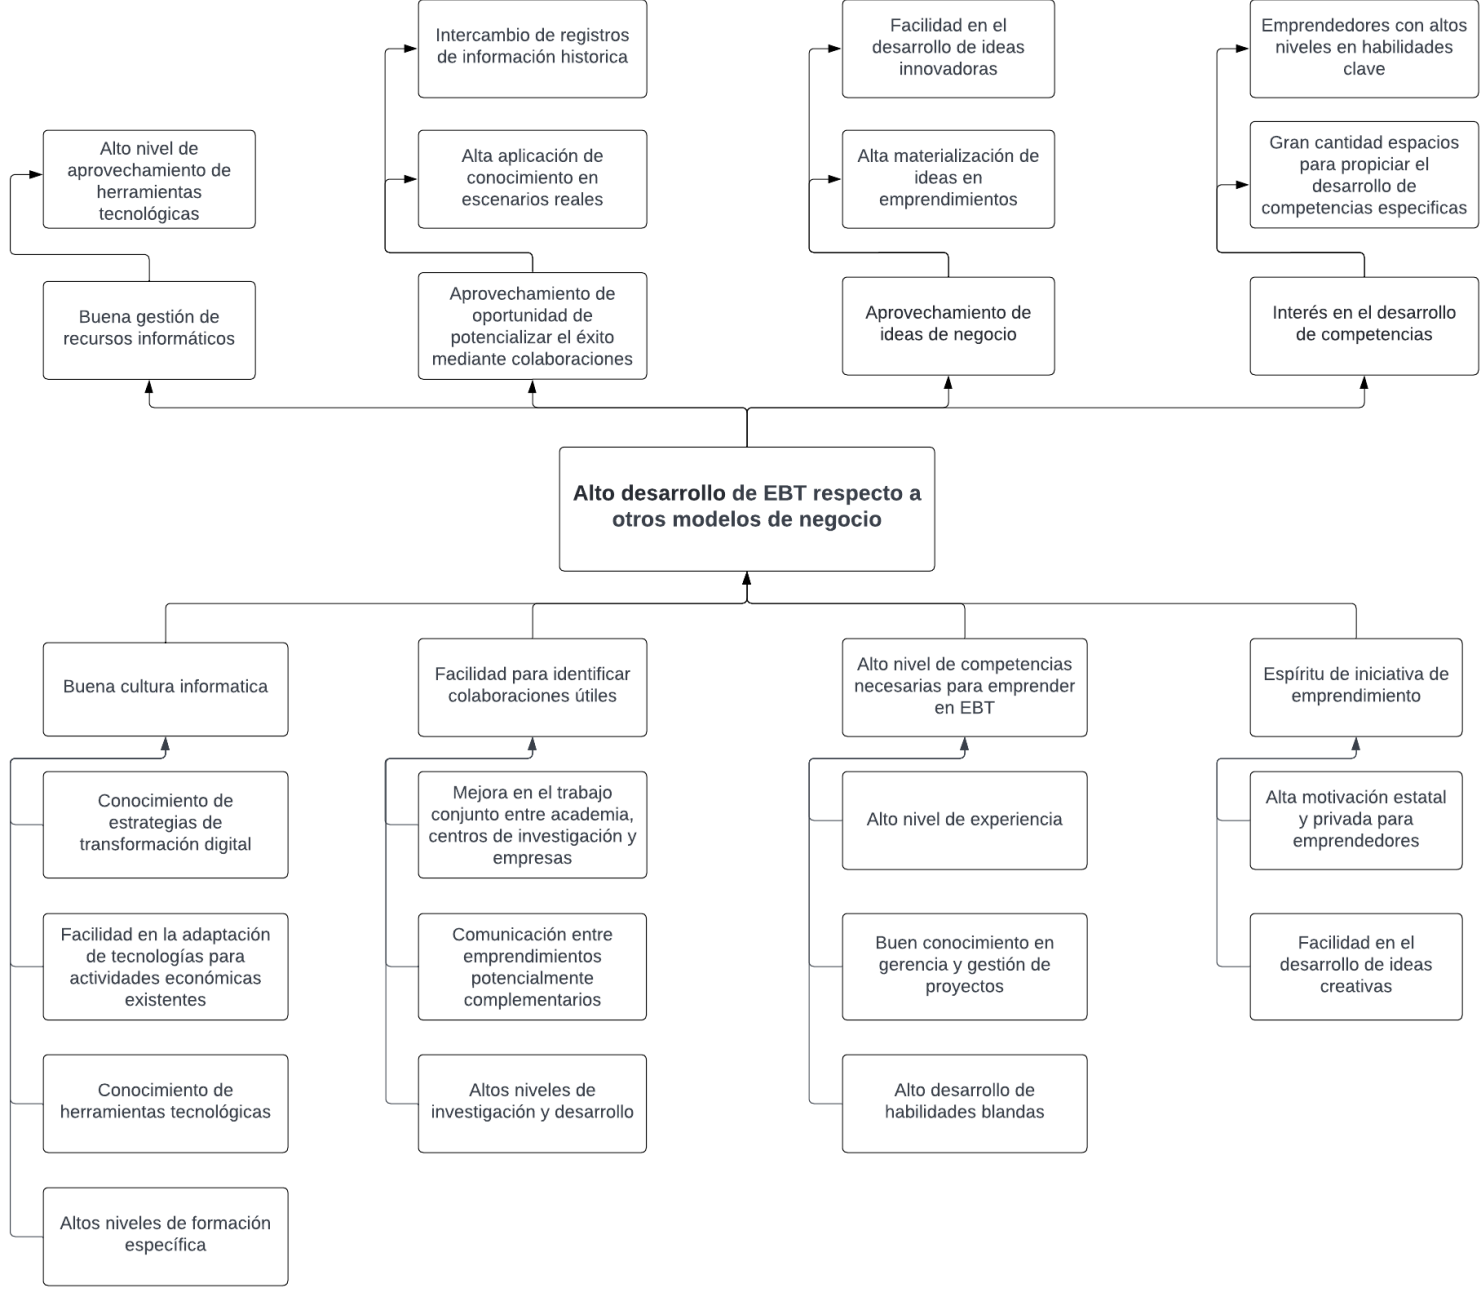 Intercambio de registros
de información historica
Facilidad en el
desarrollo de ideas
innovadoras
Emprendedores con altos
niveles en habilidades
clave
Alto nivel de
aprovechamiento de
herramientas
tecnológicas
Alta aplicación de
conocimiento en
escenarios reales
Alta materialización de
ideas en
emprendimientos
Gran cantidad espacios
para propiciar el
desarrollo de
competencias especificas
Buena gestión de
recursos informáticos
Aprovechamiento de
oportunidad de
potencializar el éxito
mediante colaboraciones
Aprovechamiento de
ideas de negocio
Interés en el desarrollo
de competencias
Alto desarrollo de EBT respecto a
otros modelos de negocio
Buena cultura informatica
Facilidad para identificar
colaboraciones útiles
Alto nivel de competencias
necesarias para emprender
en EBT
Espíritu de iniciativa de
emprendimiento
Conocimiento de
estrategias de
transformación digital
Mejora en el trabajo
conjunto entre academia,
centros de investigación y
empresas
Alto nivel de experiencia
Alta motivación estatal
y privada para
emprendedores
Facilidad en la adaptación
de tecnologías para
actividades económicas
existentes
Comunicación entre
emprendimientos
potencialmente
complementarios
Buen conocimiento en
gerencia y gestión de
proyectos
Facilidad en el
desarrollo de ideas
creativas
Conocimiento de
herramientas tecnológicas
Altos niveles de
investigación y desarrollo
Alto desarrollo de
habilidades blandas
Altos niveles de formación
específica